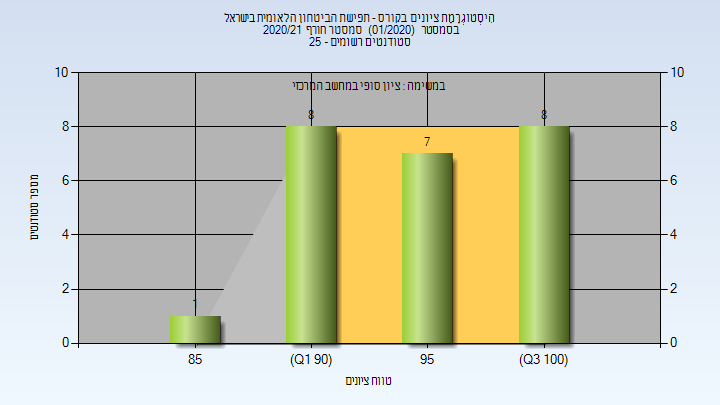 הִיסְטוֹגְרָמַת ציונים בקורס - תפישת הביטחון הלאומית בישראל
בסמסטר (01/2020) סמסטר חורף 2020/21
סטודנטים רשומים - 25
במשימה : ציון סופי במחשב המרכזי
10 10
8 8
6 6
4 4
2 2
0 0
1
8
7
8
מספר סטודנטים
85 (Q1 90) 95 (Q3 100)
טווח ציונים